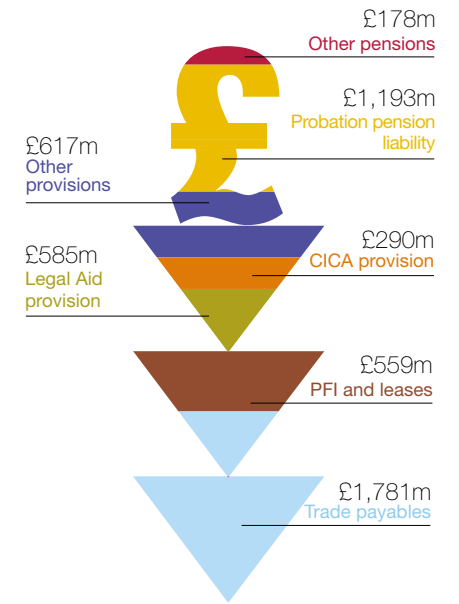 £178m
Other pensions
£1,193m
Probation pension
liability
£617m
Other
provisions
£290m
CICA provision
£585m
Legal Aid
provision
£559m
PFI and leases
£1,781m
Trade payables
£